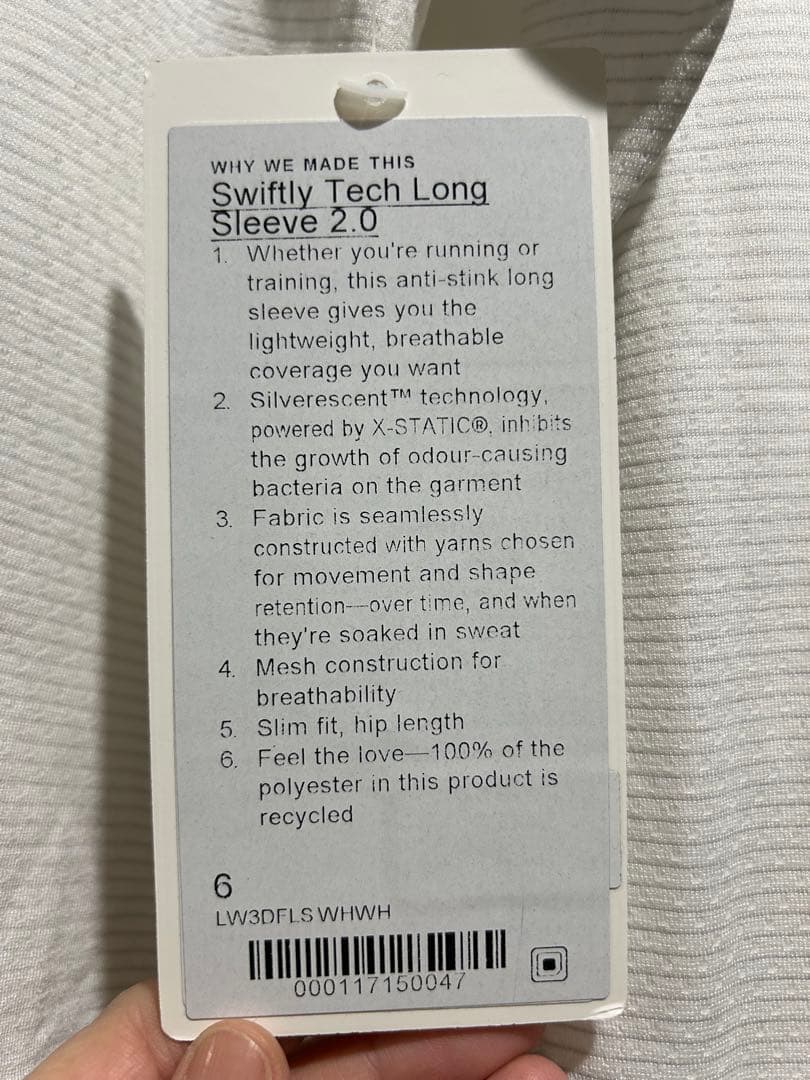 WHY WE MADE THIS
Swiftly Tech Long
Sleeve 2.0
1. Whether you're running or
training, this anti-stink long
sleeve gives you the
lightweight, breathable
coverage you want
2. Silverescent™ technology,
powered by X-STATIC®, inhibits
the growth of odour-causing
bacteria on the garment
3. Fabric is seamlessly
constructed with yarns chosen
for movement and shape
retention—over time, and when
they're soaked in sweat
4. Mesh construction for
breathability
5. Slim fit, hip length
6. Feel the love—100% of the
polyester in this product is
recycled
6
LW3DFLS WHWH
000117150047